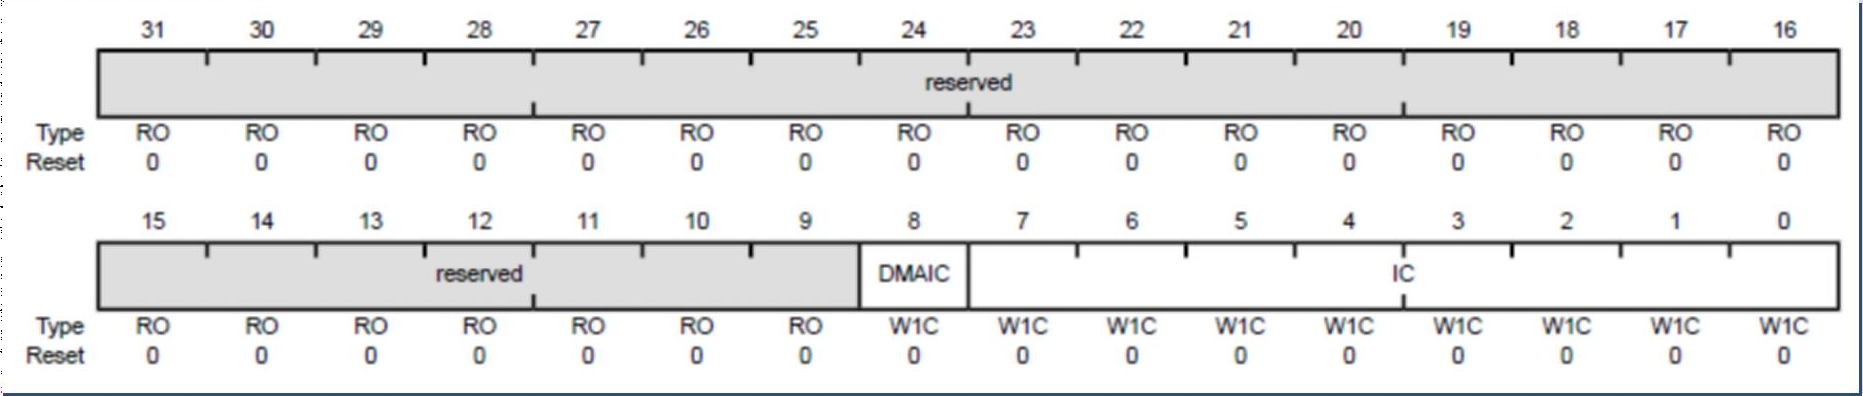 31 30 29 28 27 26 25 24 23 22 21 20 19 18 17 16
reserved
Type RO RO RO RO RO RO RO RO RO RO RO RO RO RO RO RO
Reset 0 0 0 0 0 0 0 0 0 0 0 0 0 0 0 0
15 14 13 12 11 10 9 8 7 6 5 4 3 2 1 0
reserved DMAIC IC
Type RO RO RO RO RO RO RO W1C W1C W1C W1C W1C W1C W1C W1C W1C
Reset 0 0 0 0 0 0 0 0 0 0 0 0 0 0 0 0